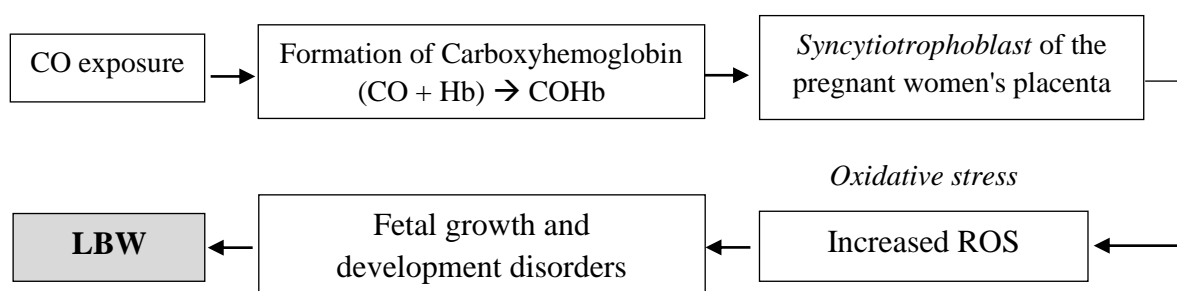 CO exposure
Formation of Carboxyhemoglobin
(CO + Hb) → COHb
Syncytiotrophoblast of the
pregnant women's placenta
Oxidative stress
Increased ROS
Fetal growth and
development disorders
LBW